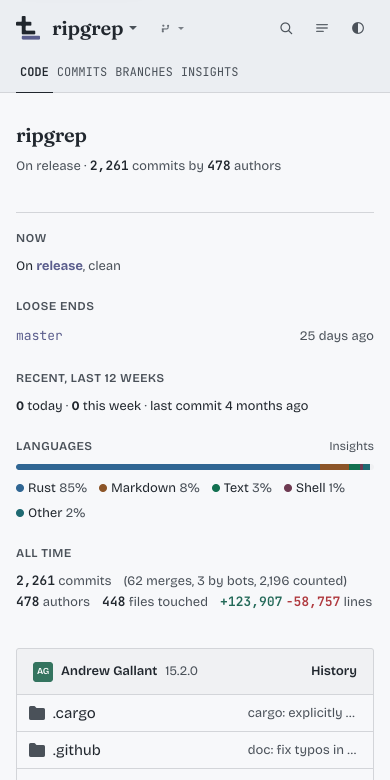 ripgrep
CODE COMMITS BRANCHES INSIGHTS
ripgrep
On release · 2,261 commits by 478 authors
NOW
On release, clean
LOOSE ENDS
master 25 days ago
RECENT, LAST 12 WEEKS
0 today · 0 this week · last commit 4 months ago
LANGUAGES Insights
Rust 85% Markdown 8% Text 3% Shell 1%
Other 2%
ALL TIME
2,261 commits (62 merges, 3 by bots, 2,196 counted)
478 authors 448 files touched +123,907 -58,757 lines
AG Andrew Gallant 15.2.0 History
.cargo cargo: explicitly ...
.github doc: fix typos in ...